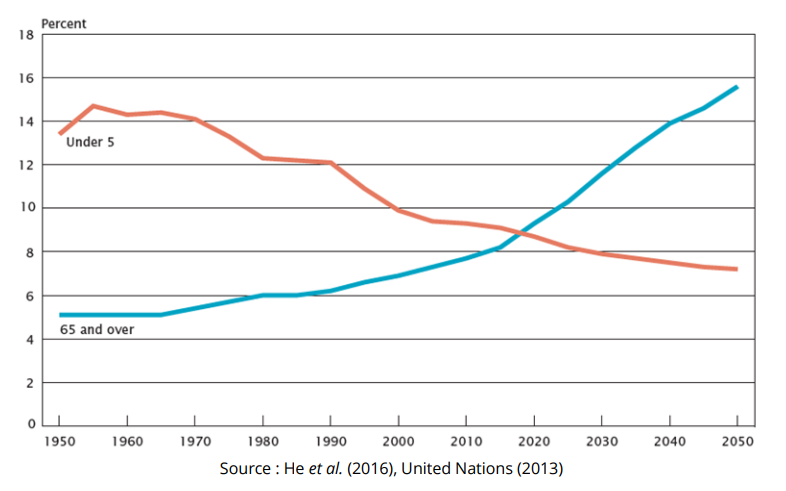 Percent
18
16
14
Under 5
12
10
8
6
65 and over
4
2
0
1950 1960 1970 1980 1990 2000 2010 2020 2030 2040 2050
Source : He et al. (2016), United Nations (2013)